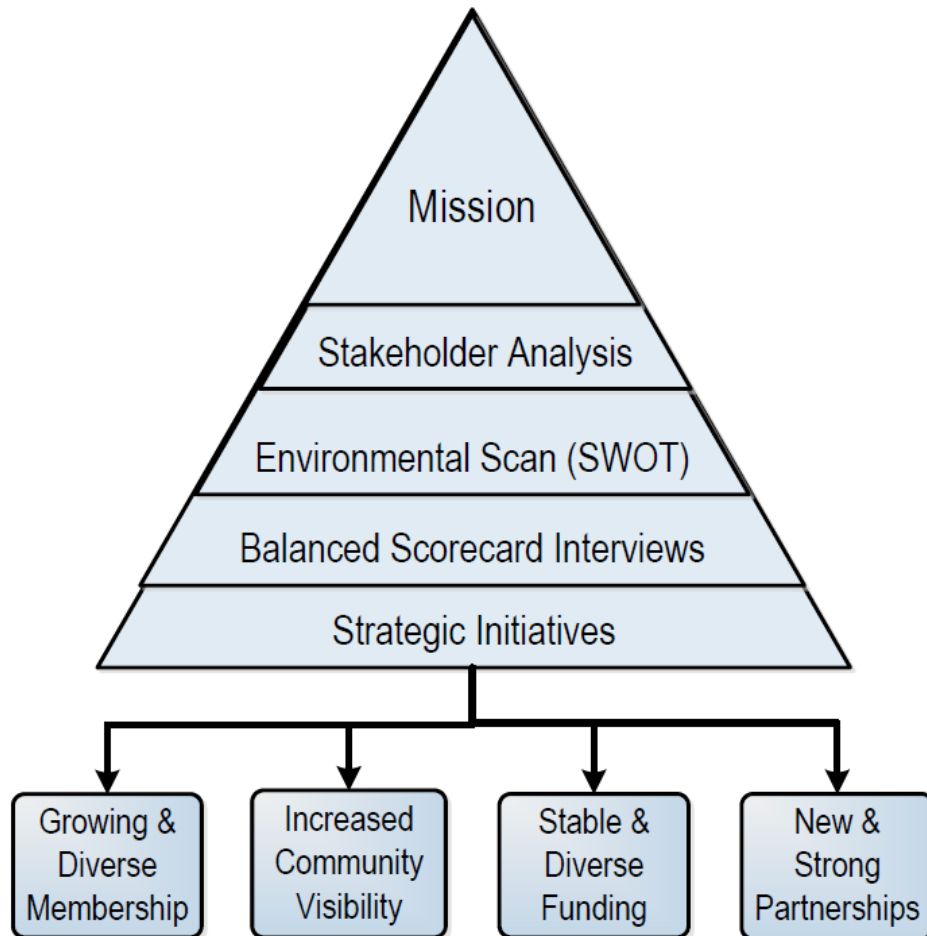 Mission
Stakeholder Analysis
Environmental Scan (SWOT)
Balanced Scorecard Interviews
Strategic Initiatives
Growing &
Diverse
Membership
Increased
Community
Visibility
Stable &
Diverse
Funding
New &
Strong
Partnerships